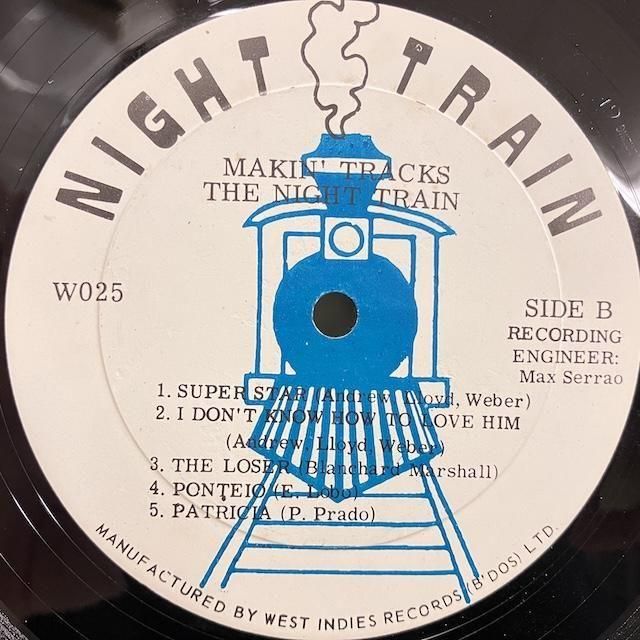 NIGHT TRAIN
MAKIN' TRACKS
THE NIGHT TRAIN
W025
SIDE B
RECORDING
ENGINEER:
Max Serrao
1. SUPER STAR (Andrew, Lloyd, Weber)
2. I DON'T KNOW HOW TO LOVE HIM
(Andrew, Lloyd, Weber)
3. THE LOSER (Blanchard Marshall)
4. PONTEIO (E. Lobo)
5. PATRICIA (P. Prado)
MANUFACTURED BY WEST INDIES RECORDS (B'DOS) LTD.